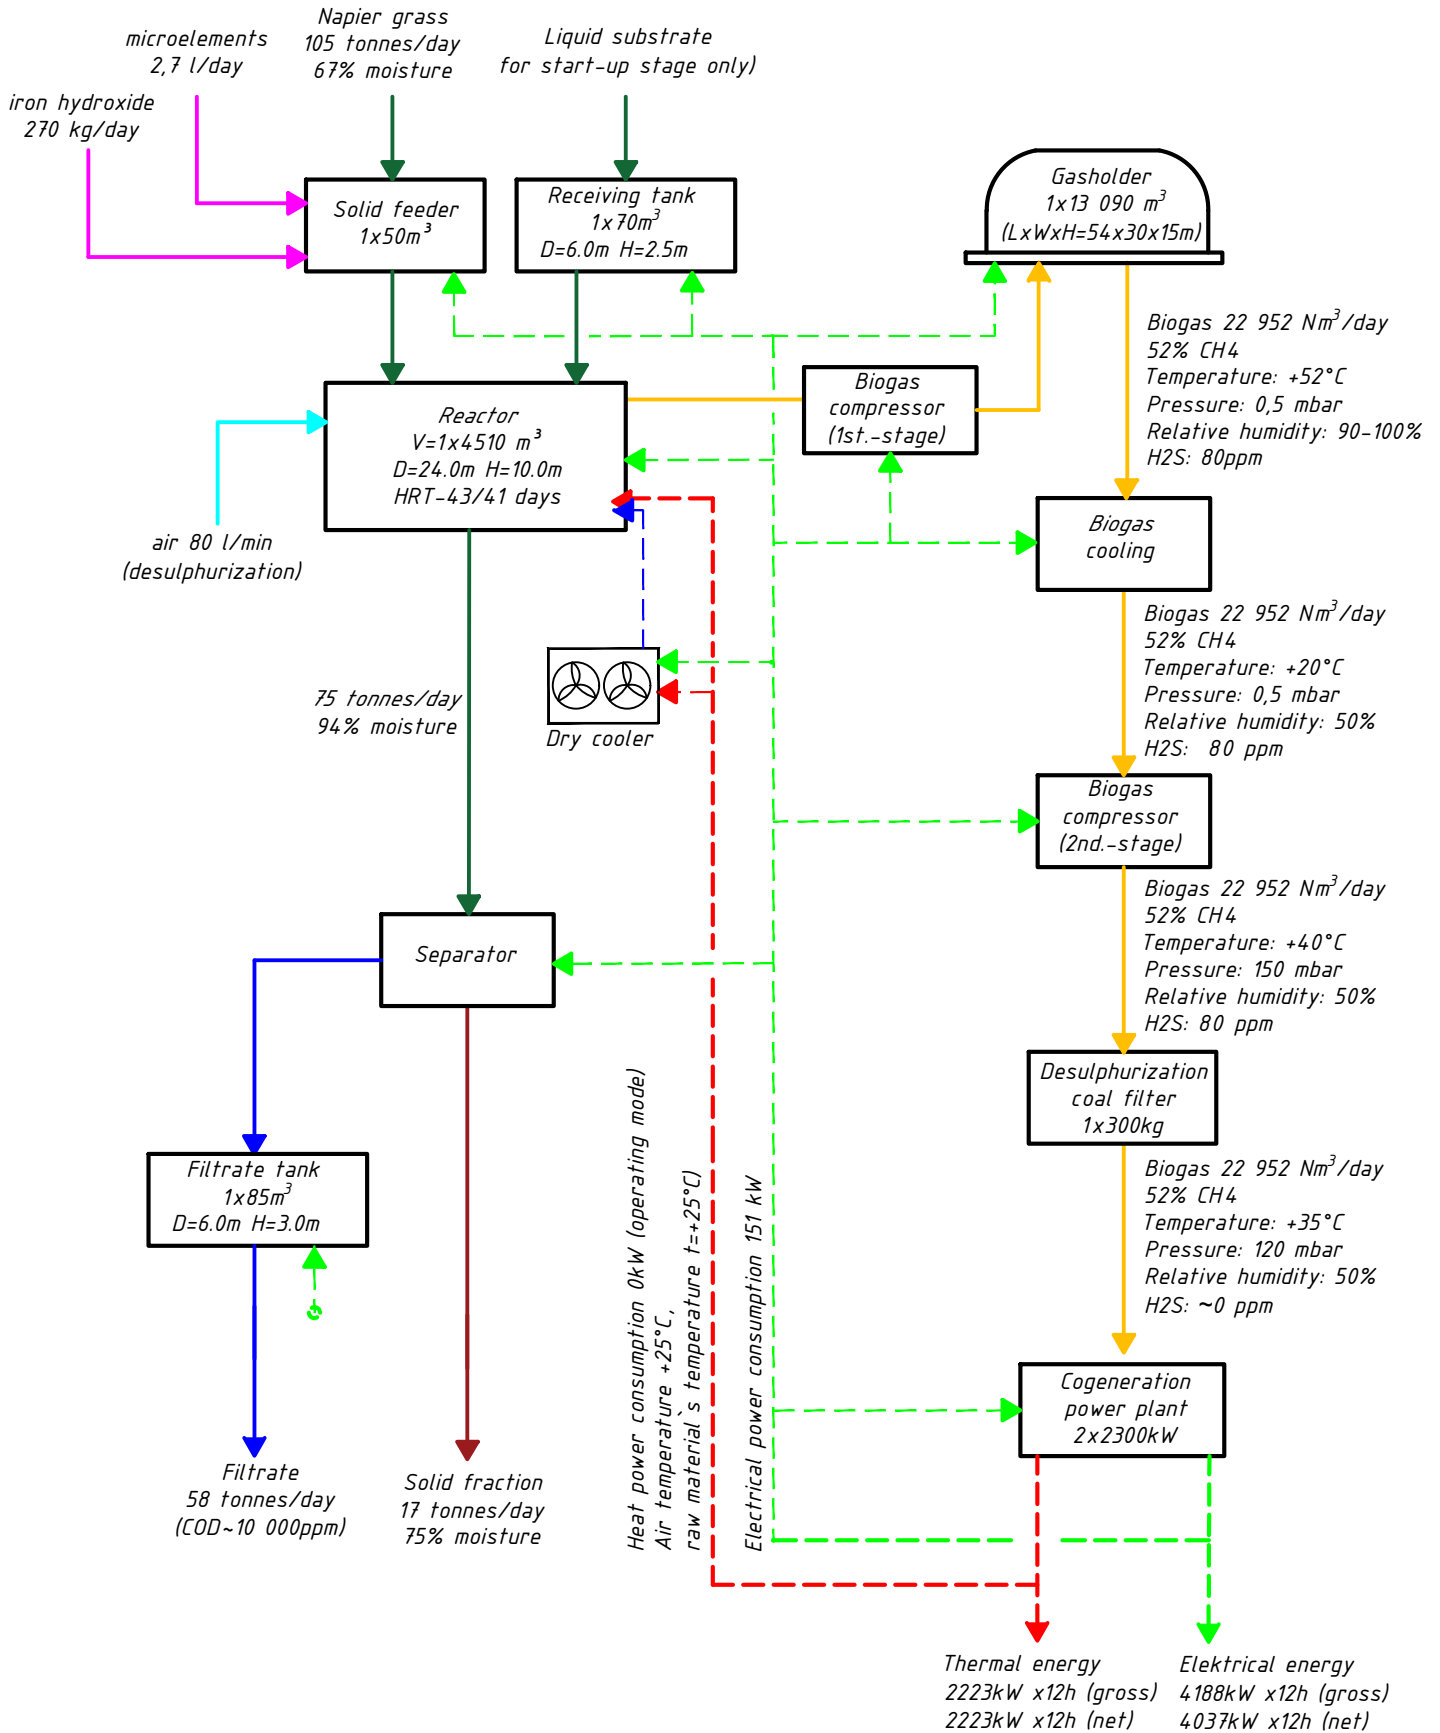 Napier grass
105 tonnes/day
67% moisture
microelements
2,7 l/day
iron hydroxide
270 kg/day
Liquid substrate
for start-up stage only)
Solid feeder
1x50m³
Receiving tank
1x70m³
D=6.0m H=2.5m
Gasholder
1x13 090 m³
(LxWxH=54x30x15m)
Biogas 22 952 Nm³/day
52% CH4
Temperature: +52°C
Pressure: 0,5 mbar
Relative humidity: 90-100%
H2S: 80ppm
Reactor
V=1x4510 m³
D=24.0m H=10.0m
HRT-43/41 days
Biogas
compressor
(1st.-stage)
air 80 l/min
(desulphurization)
Biogas
cooling
Biogas 22 952 Nm³/day
52% CH4
Temperature: +20°C
Pressure: 0,5 mbar
Relative humidity: 50%
H2S: 80 ppm
75 tonnes/day
94% moisture
Dry cooler
Biogas
compressor
(2nd.-stage)
Biogas 22 952 Nm³/day
52% CH4
Temperature: +40°C
Pressure: 150 mbar
Relative humidity: 50%
H2S: 80 ppm
Separator
Desulphurization
coal filter
1x300kg
Filtrate tank
1x85m³
D=6.0m H=3.0m
Biogas 22 952 Nm³/day
52% CH4
Temperature: +35°C
Pressure: 120 mbar
Relative humidity: 50%
H2S: ~0 ppm
Heat power consumption 0kW (operating mode)
Air temperature +25°C,
raw material`s temperature t=+25°C)
Electrical power consumption 151 kW
Cogeneration
power plant
2x2300kW
Filtrate
58 tonnes/day
(COD~10 000ppm)
Solid fraction
17 tonnes/day
75% moisture
Thermal energy
2223kW x12h (gross)
2223kW x12h (net)
Elektrical energy
4188kW x12h (gross)
4037kW x12h (net)